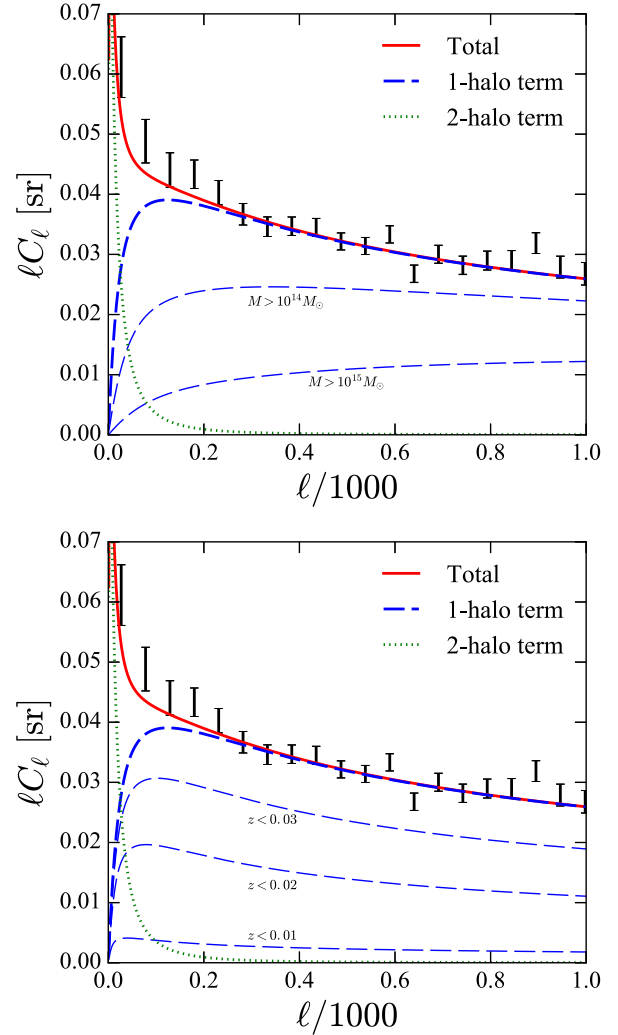 0.07
0.06
0.05
0.04
0.03
0.02
0.01
0.00
ℓC_ℓ [sr]
Total
1-halo term
2-halo term
M > 10^14 M_⊙
M > 10^15 M_⊙
0.0 0.2 0.4 0.6 0.8 1.0
ℓ/1000
0.07
0.06
0.05
0.04
0.03
0.02
0.01
0.00
ℓC_ℓ [sr]
Total
1-halo term
2-halo term
z < 0.03
z < 0.02
z < 0.01
0.0 0.2 0.4 0.6 0.8 1.0
ℓ/1000